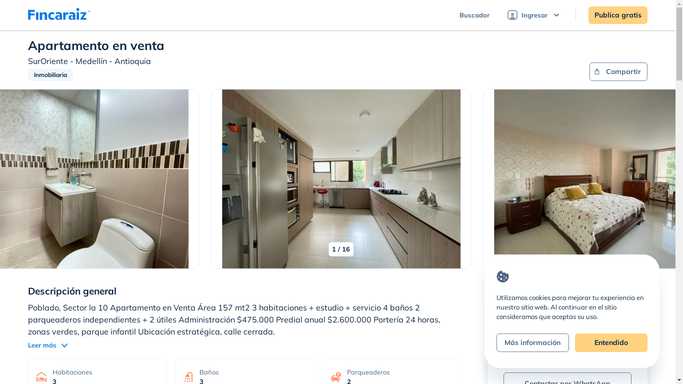 Fincaraiz
Buscador
Ingresar
Publica gratis
Apartamento en venta
SurOriente - Medellín - Antioquia
Inmobiliaria
Compartir
1 / 16
Descripción general
Poblado, Sector la 10 Apartamento en Venta Área 157 mt2 3 habitaciones + estudio + servicio 4 baños 2
parqueaderos independientes + 2 útiles Administración $475.000 Predial anual $2.600.000 Portería 24 horas,
zonas verdes, parque infantil Ubicación estratégica, calle cerrada.
Leer más
Habitaciones
3
Baños
3
Parqueaderos
2
Utilizamos cookies para mejorar tu experiencia en
nuestro sitio web. Al continuar en el sitio
consideramos que aceptas su uso.
Más información
Entendido
Contactar por WhatsApp